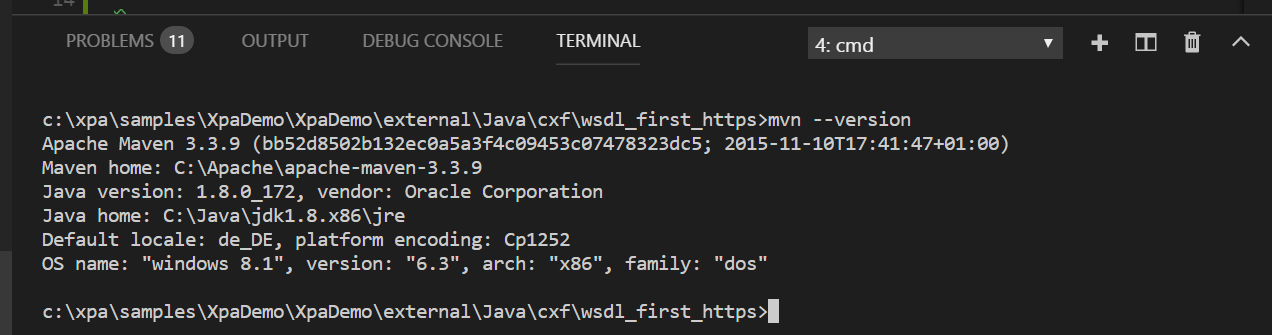 14
PROBLEMS 11 OUTPUT DEBUG CONSOLE TERMINAL 4: cmd
c:\xpa\samples\XpaDemo\XpaDemo\external\Java\cxf\wsdl_first_https>mvn --version
Apache Maven 3.3.9 (bb52d8502b132ec0a5a3f4c09453c07478323dc5; 2015-11-10T17:41:47+01:00)
Maven home: C:\Apache\apache-maven-3.3.9
Java version: 1.8.0_172, vendor: Oracle Corporation
Java home: C:\Java\jdk1.8.x86\jre
Default locale: de_DE, platform encoding: Cp1252
OS name: "windows 8.1", version: "6.3", arch: "x86", family: "dos"
c:\xpa\samples\XpaDemo\XpaDemo\external\Java\cxf\wsdl_first_https>